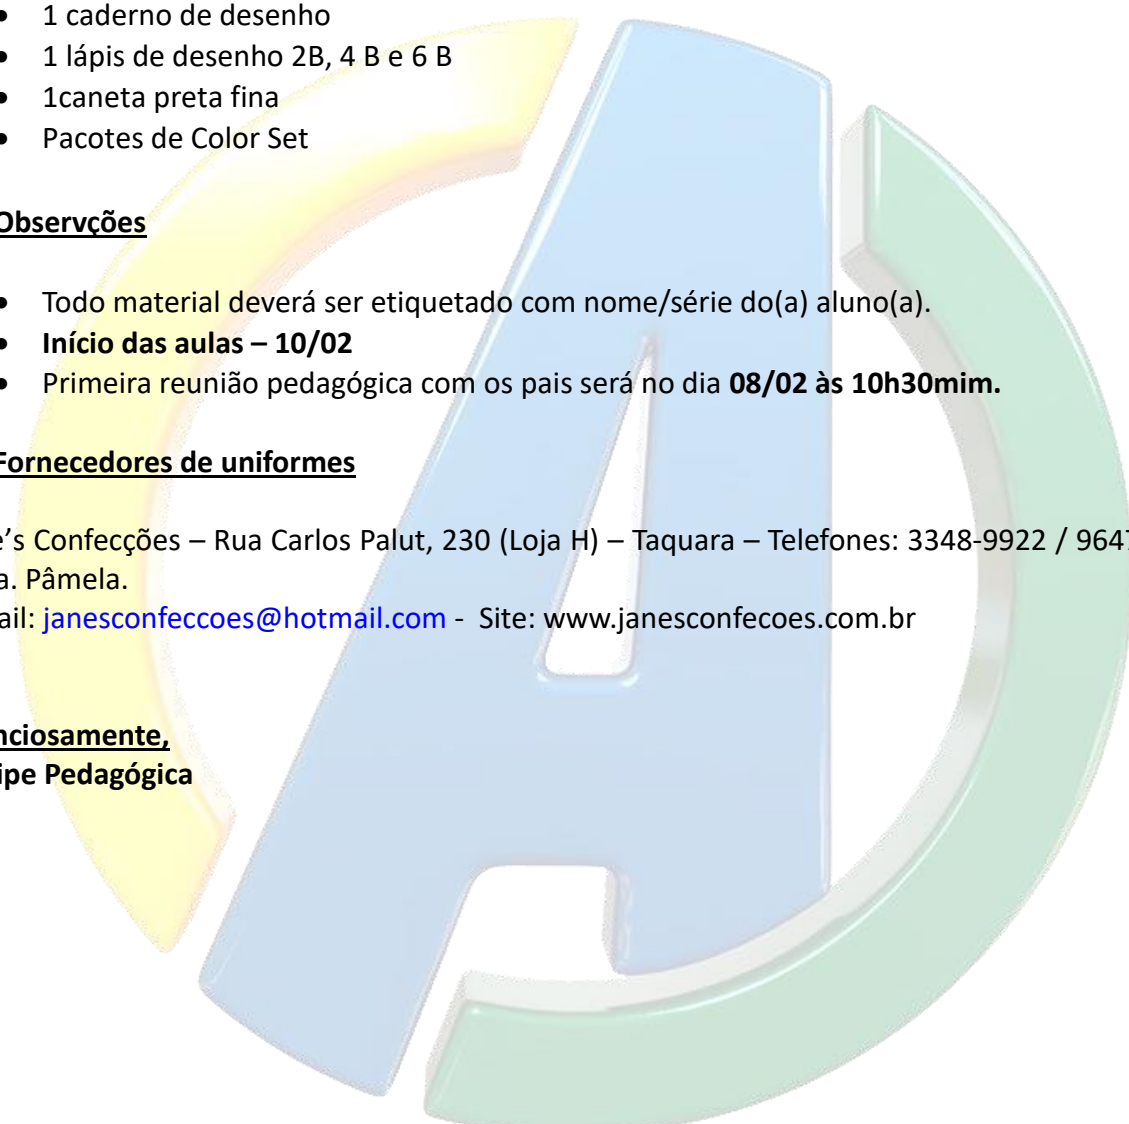 • 1 caderno de desenho
• 1 lápis de desenho 2B, 4 B e 6 B
• 1caneta preta fina
• Pacotes de Color Set
Observções
• Todo material deverá ser etiquetado com nome/série do(a) aluno(a).
• Início das aulas – 10/02
• Primeira reunião pedagógica com os pais será no dia 08/02 às 10h30mim.
Fornecedores de uniformes
e’s Confecções – Rua Carlos Palut, 230 (Loja H) – Taquara – Telefones: 3348-9922 / 9647
a. Pâmela.
ail: janesconfeccoes@hotmail.com - Site: www.janesconfecoes.com.br
nciosamente,
ipe Pedagógica